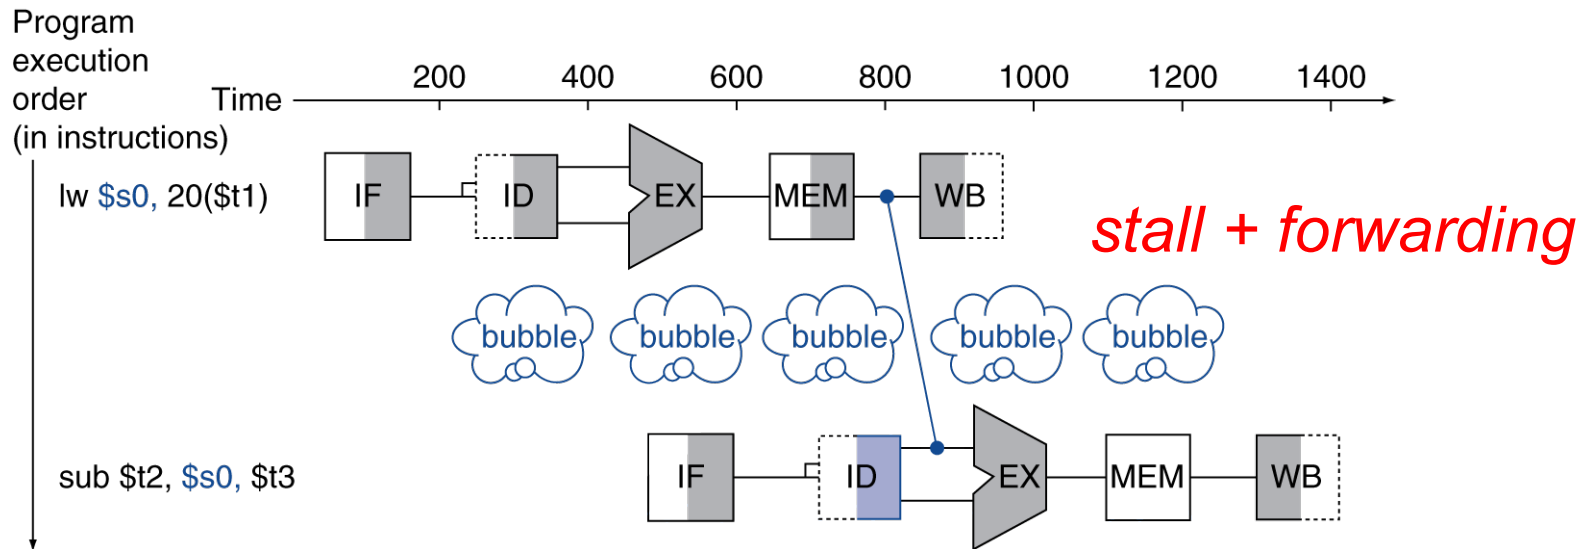 Program
execution
order
(in instructions)
Time
200 400 600 800 1000 1200 1400
lw $s0, 20($t1)
IF ID EX MEM WB
stall + forwarding
bubble bubble bubble bubble bubble
sub $t2, $s0, $t3
IF ID EX MEM WB